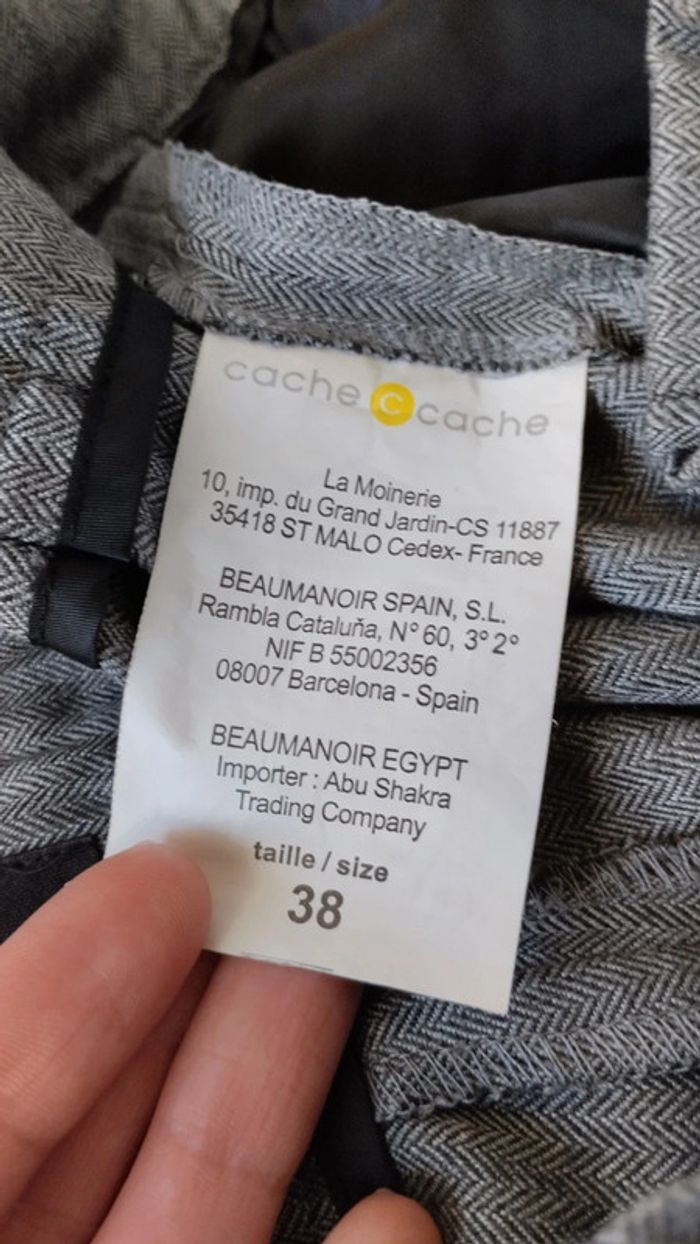 cache c cache
La Moinerie
10, imp. du Grand Jardin-CS 11887
35418 ST MALO Cedex- France
BEAUMANOIR SPAIN, S.L.
Rambla Cataluňa, N° 60, 3° 2°
NIF B 55002356
08007 Barcelona - Spain
BEAUMANOIR EGYPT
Importer : Abu Shakra
Trading Company
taille / size
38